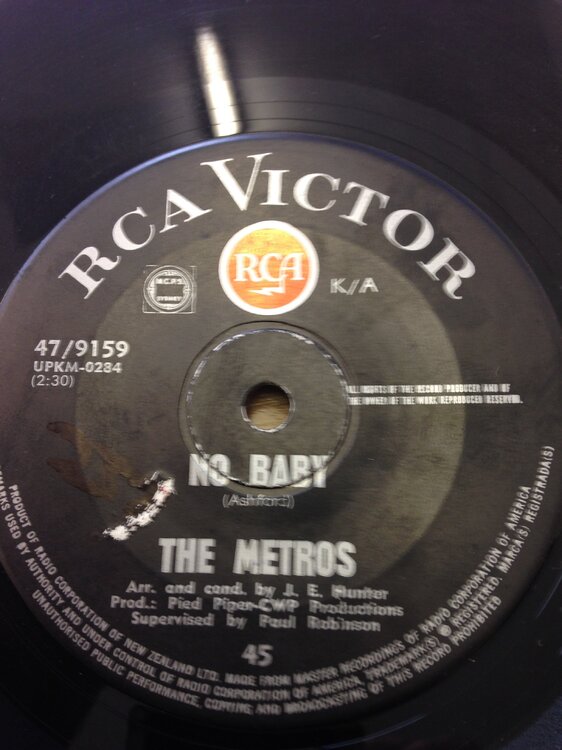 RCA VICTOR
RCA
K/A
M.C.P.S.
SYDNEY
47/9159
UPKM-0284
(2:30)
ALL RIGHTS OF THE RECORD PRODUCER AND OF
THE OWNER OF THE WORK REPRODUCED RESERVED.
NO BABY
(Ashford)
THE METROS
Arr. and cond. by J. E. Hunter
Prod.: Pied Piper-CWP Productions
Supervised by Paul Robinson
45
PRODUCT OF RADIO CORPORATION OF NEW ZEALAND LTD. MADE FROM MASTER RECORDINGS OF RADIO CORPORATION OF AMERICA
MARKS USED BY AUTHORITY AND UNDER CONTROL OF RADIO CORPORATION OF AMERICA. TRADEMARK(S) ® REGISTERED. MARCA(S) REGISTRADA(S)
UNAUTHORISED PUBLIC PERFORMANCE, COPYING AND BROADCASTING OF THIS RECORD PROHIBITED